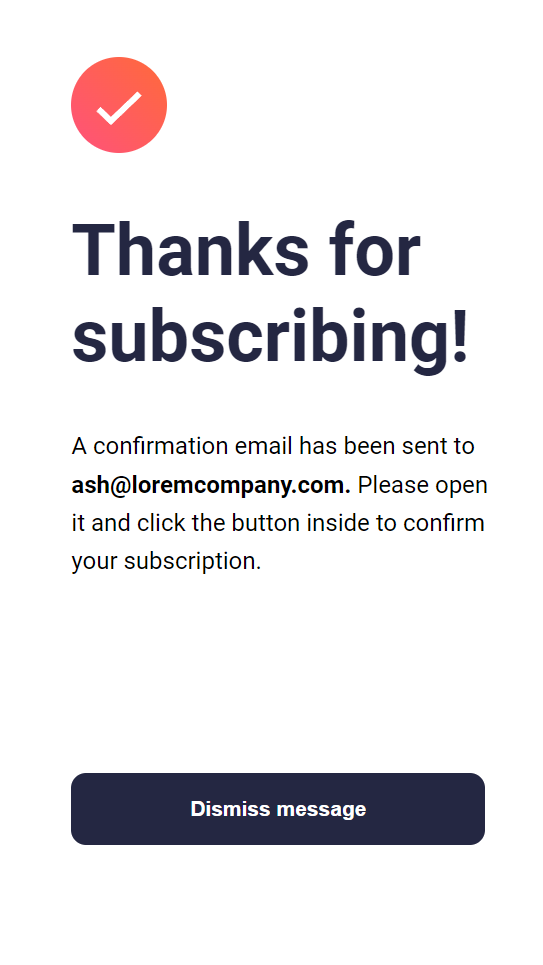 Thanks for
subscribing!
A confirmation email has been sent to
ash@loremcompany.com. Please open
it and click the button inside to confirm
your subscription.
Dismiss message